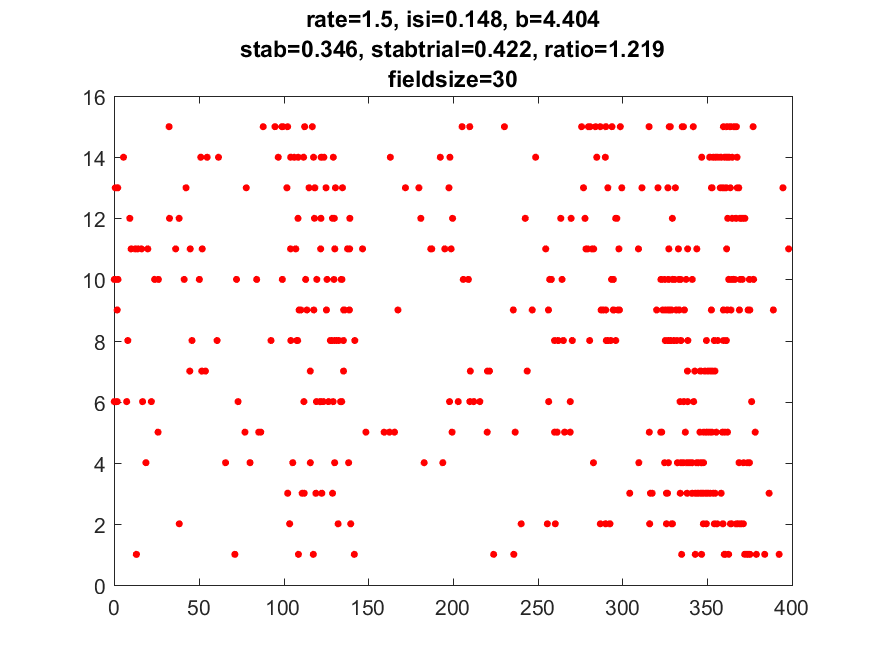 rate=1.5, isi=0.148, b=4.404
stab=0.346, stabtrial=0.422, ratio=1.219
fieldsize=30
16
14
12
10
8
6
4
2
0
0 50 100 150 200 250 300 350 400